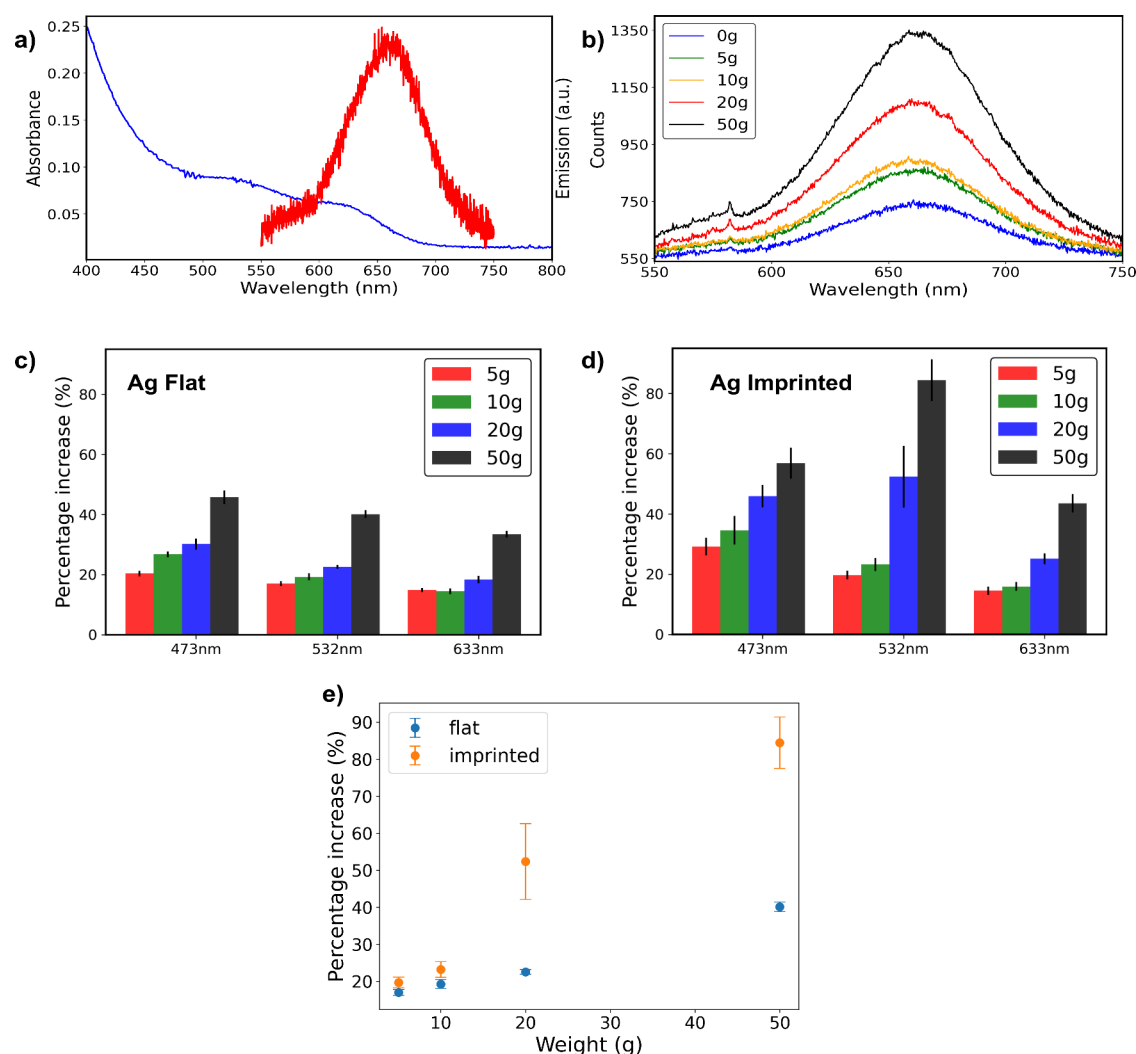 a)
0.25
0.20
0.15
0.10
0.05
Absorbance
Emission (a.u.)
400 450 500 550 600 650 700 750 800
Wavelength (nm)
b)
1350
1150
950
750
550
Counts
0g
5g
10g
20g
50g
550 600 650 700 750
Wavelength (nm)
c)
Ag Flat
Percentage increase (%)
80
60
40
20
0
5g
10g
20g
50g
473nm 532nm 633nm
d)
Ag Imprinted
Percentage increase (%)
80
60
40
20
0
5g
10g
20g
50g
473nm 532nm 633nm
e)
Percentage increase (%)
90
80
70
60
50
40
30
20
flat
imprinted
10 20 30 40 50
Weight (g)